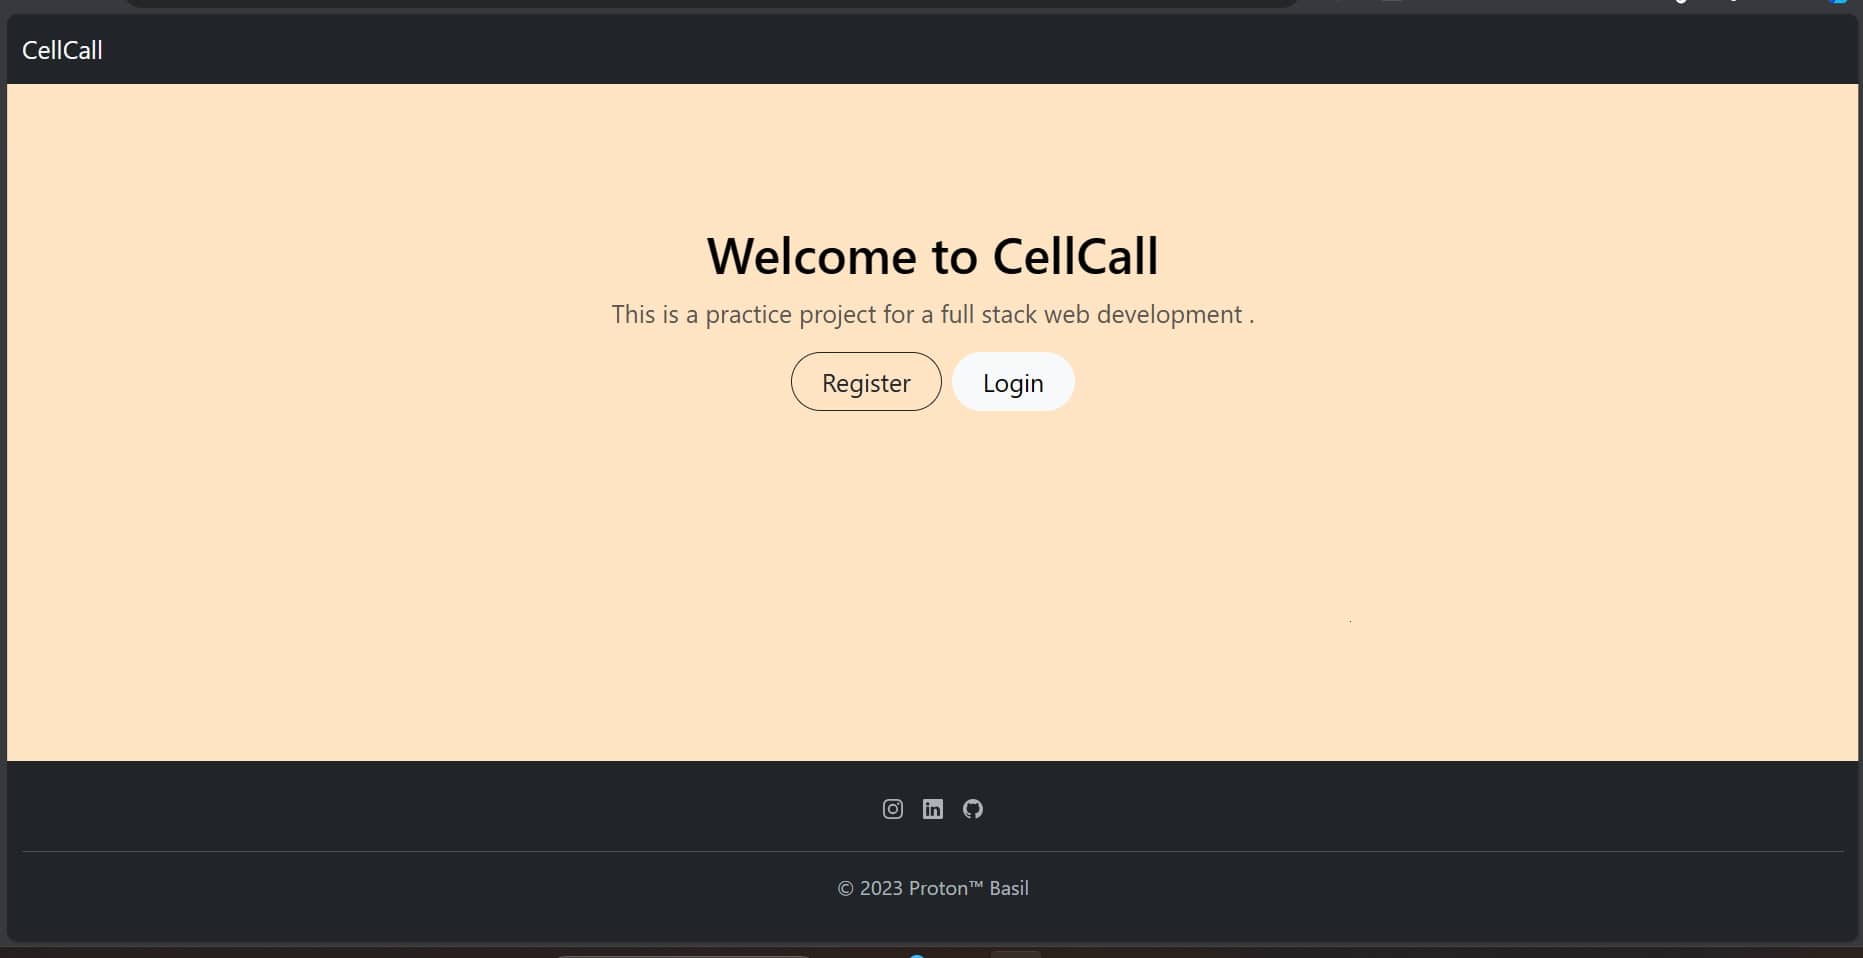 CellCall
Welcome to CellCall
This is a practice project for a full stack web development .
Register
Login
© 2023 Proton™ Basil